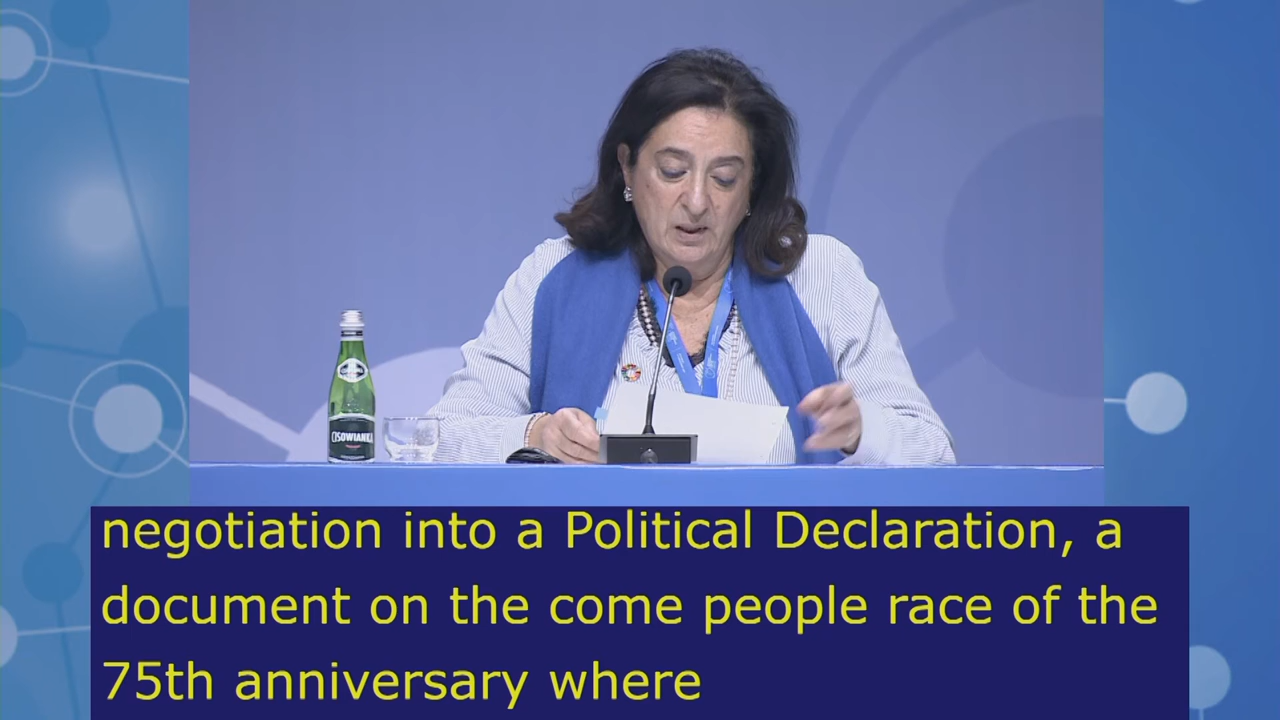 CISOWIANKA
negotiation into a Political Declaration, a
document on the come people race of the
75th anniversary where